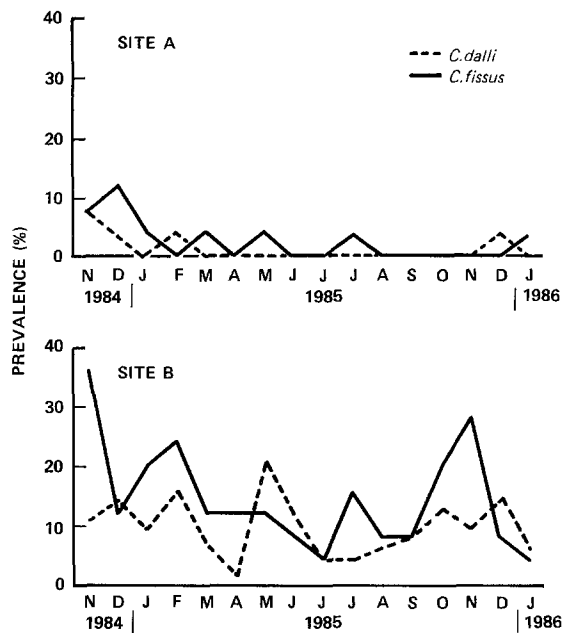 40
SITE A
C.dalli
C.fissus
30
20
10
0
N D J F M A M J J A S O N D J
1984 1985 1986
PREVALENCE (%)
40
SITE B
30
20
10
0
N D J F M A M J J A S O N D J
1984 1985 1986